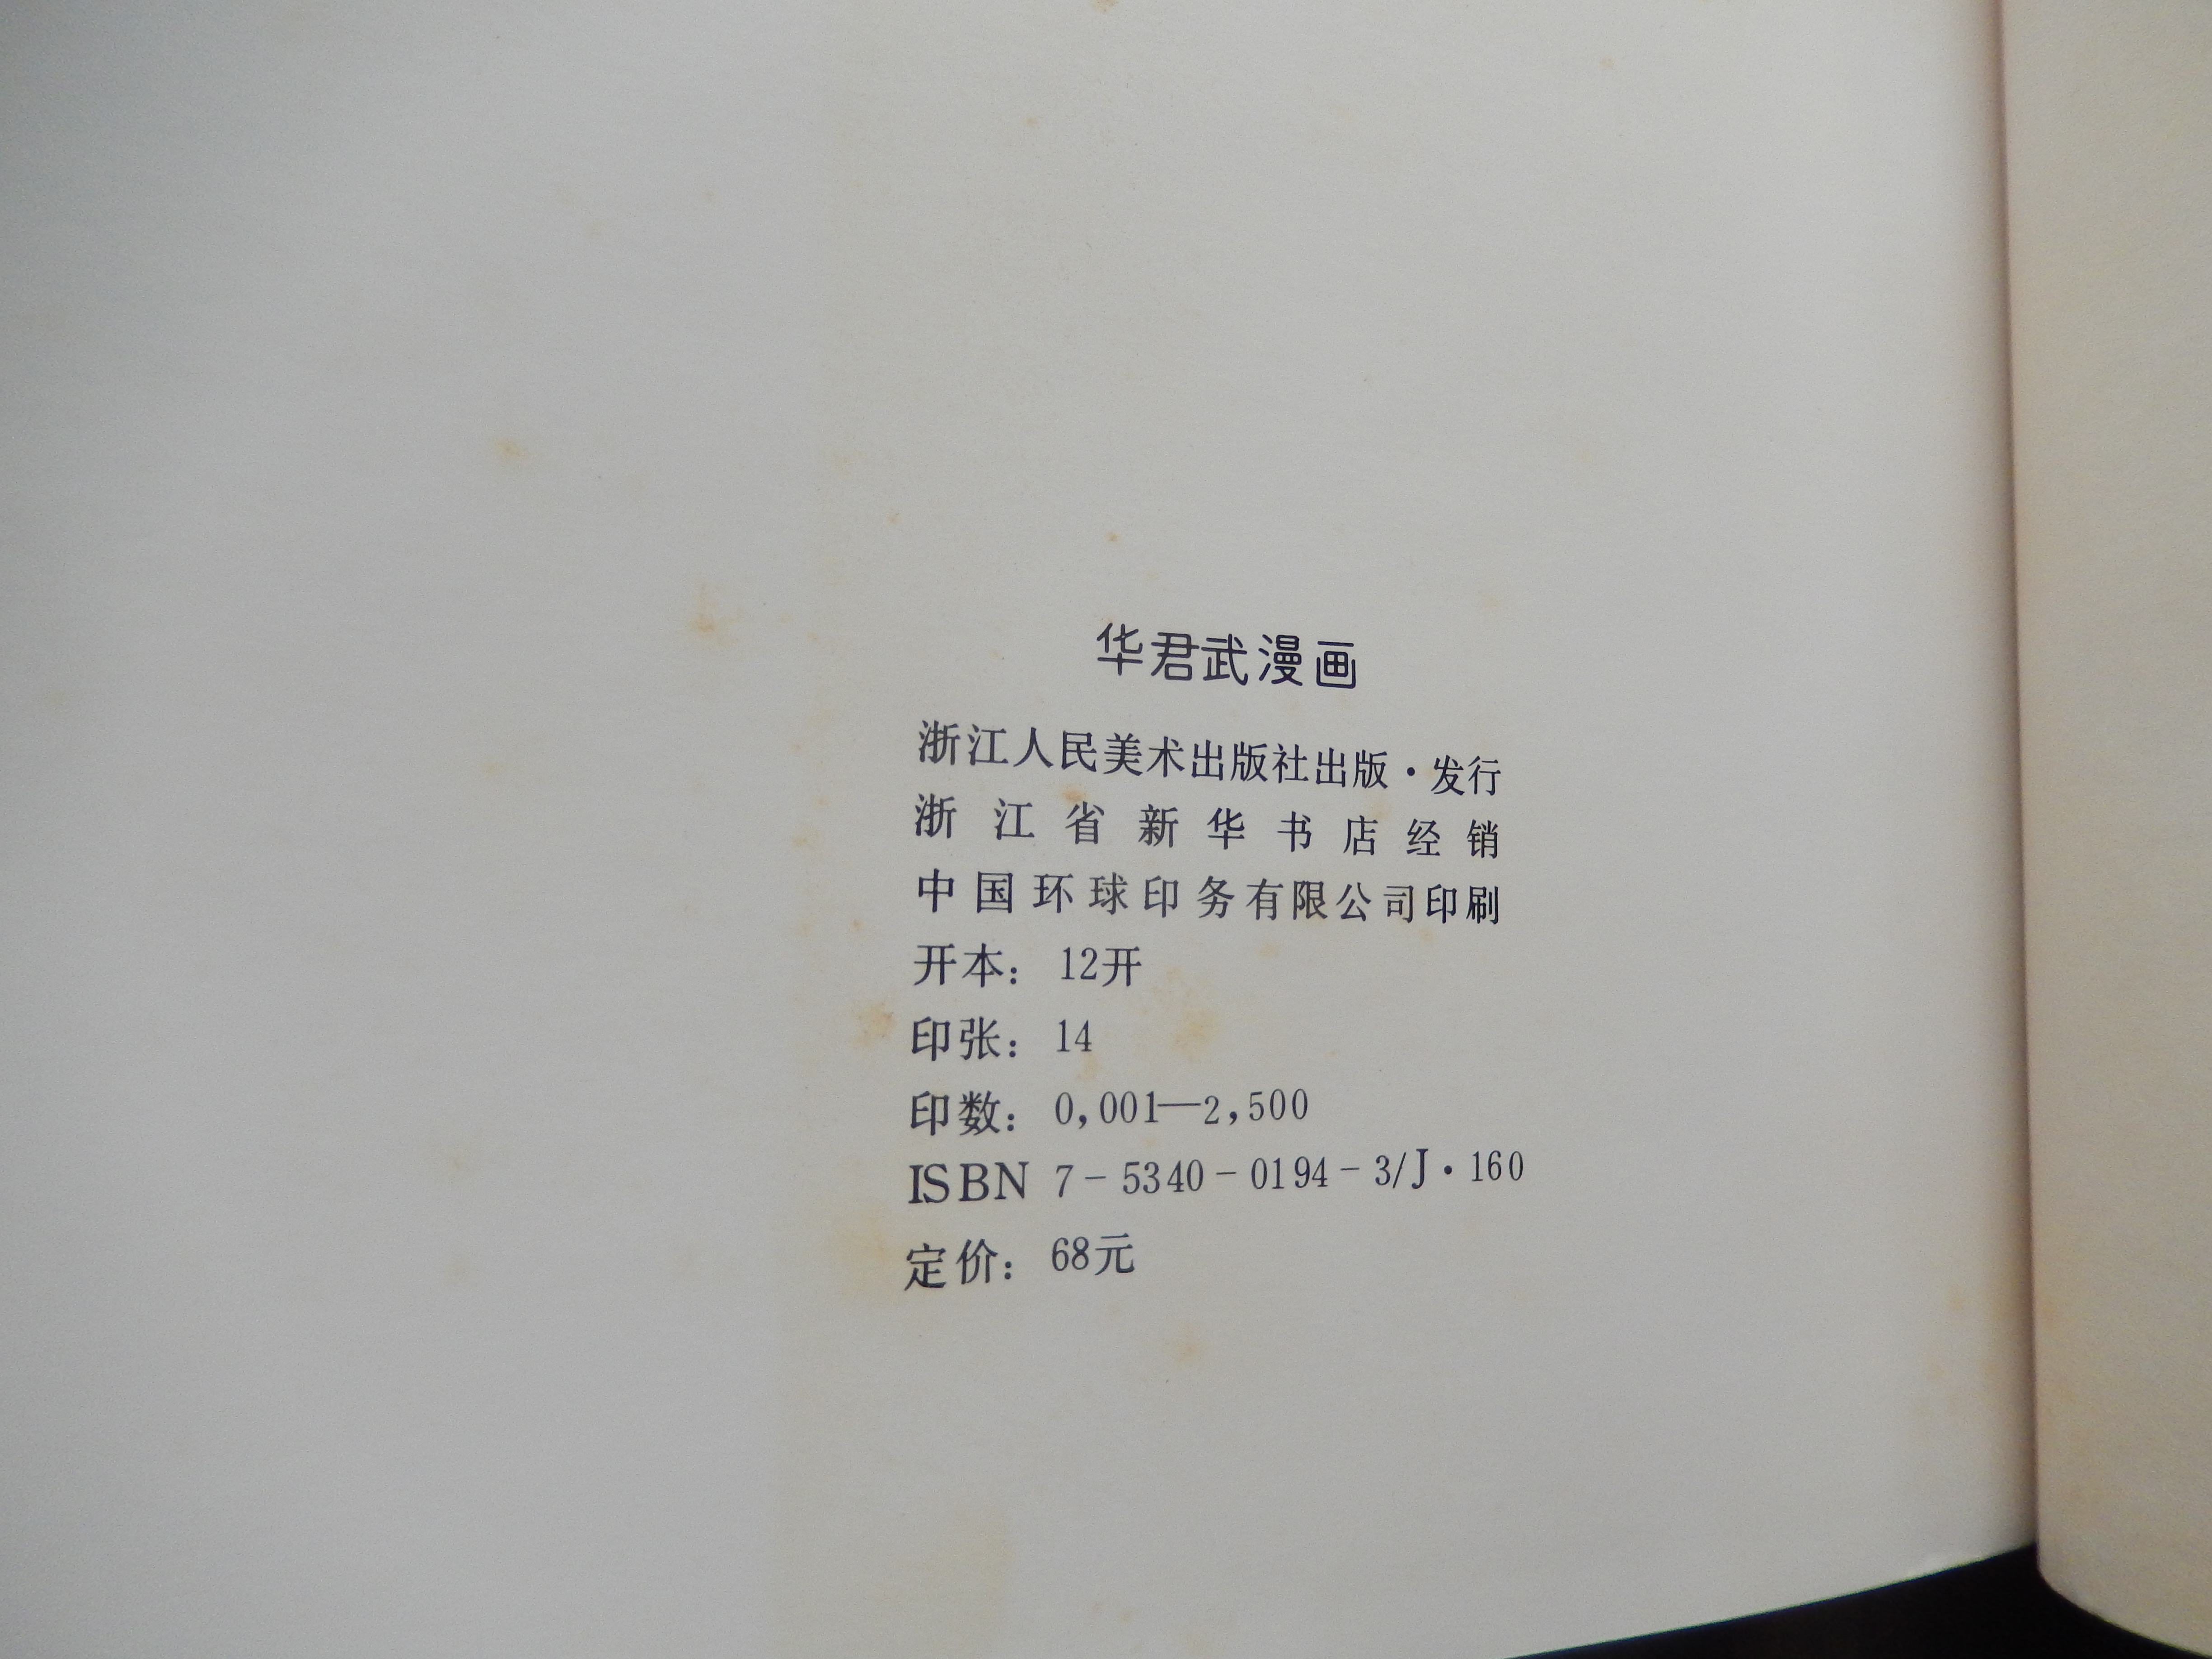 华君武漫画
浙江人民美术出版社出版·发行
浙江省新华书店经销
中国环球印务有限公司印刷
开本：12开
印张：14
印数：0,001—2,500
ISBN 7－5340－0194－3/J·160
定价：68元